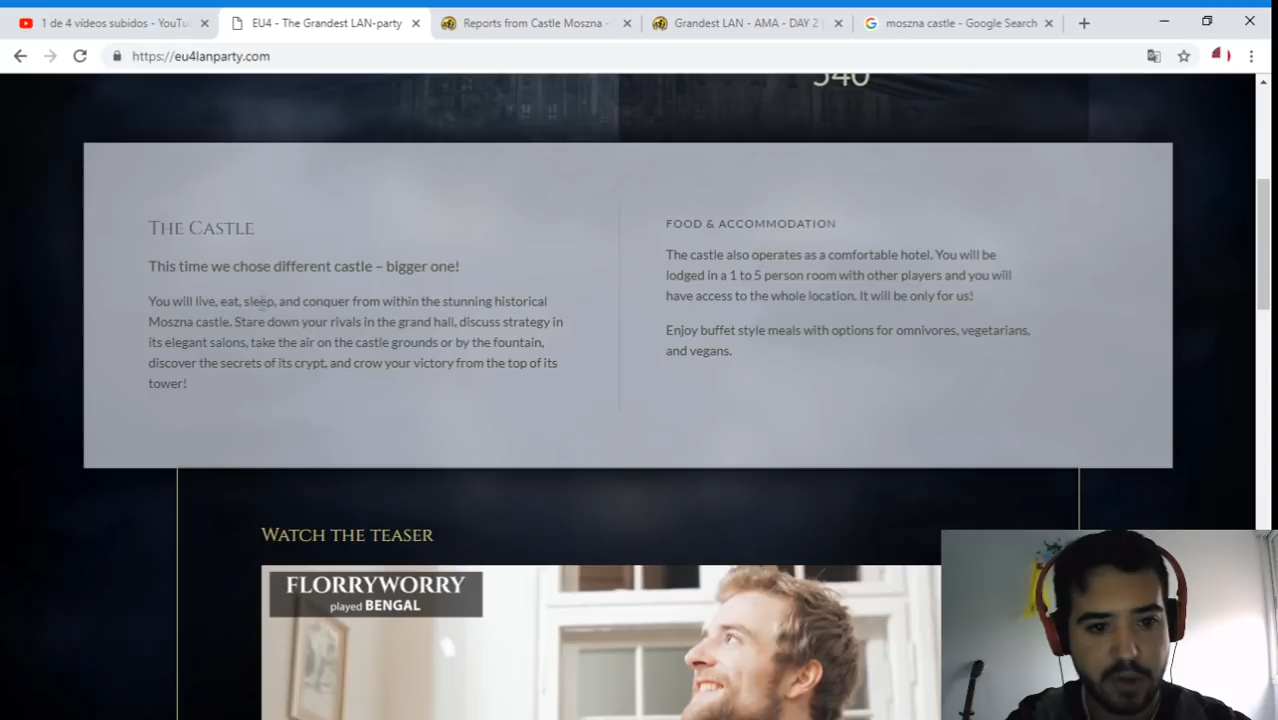 1 de 4 vídeos subidos - YouTu
EU4 - The Grandest LAN-party
Reports from Castle Moszna -
Grandest LAN - AMA - DAY 2
moszna castle - Google Search
https://eu4lanparty.com
540
The Castle
This time we chose different castle – bigger one!
You will live, eat, sleep, and conquer from within the stunning historical
Moszna castle. Stare down your rivals in the grand hall, discuss strategy in
its elegant salons, take the air on the castle grounds or by the fountain,
discover the secrets of its crypt, and crow your victory from the top of its
tower!
FOOD & ACCOMMODATION
The castle also operates as a comfortable hotel. You will be
lodged in a 1 to 5 person room with other players and you will
have access to the whole location. It will be only for us!
Enjoy buffet style meals with options for omnivores, vegetarians,
and vegans.
Watch the teaser
FLORRYWORRY
played BENGAL